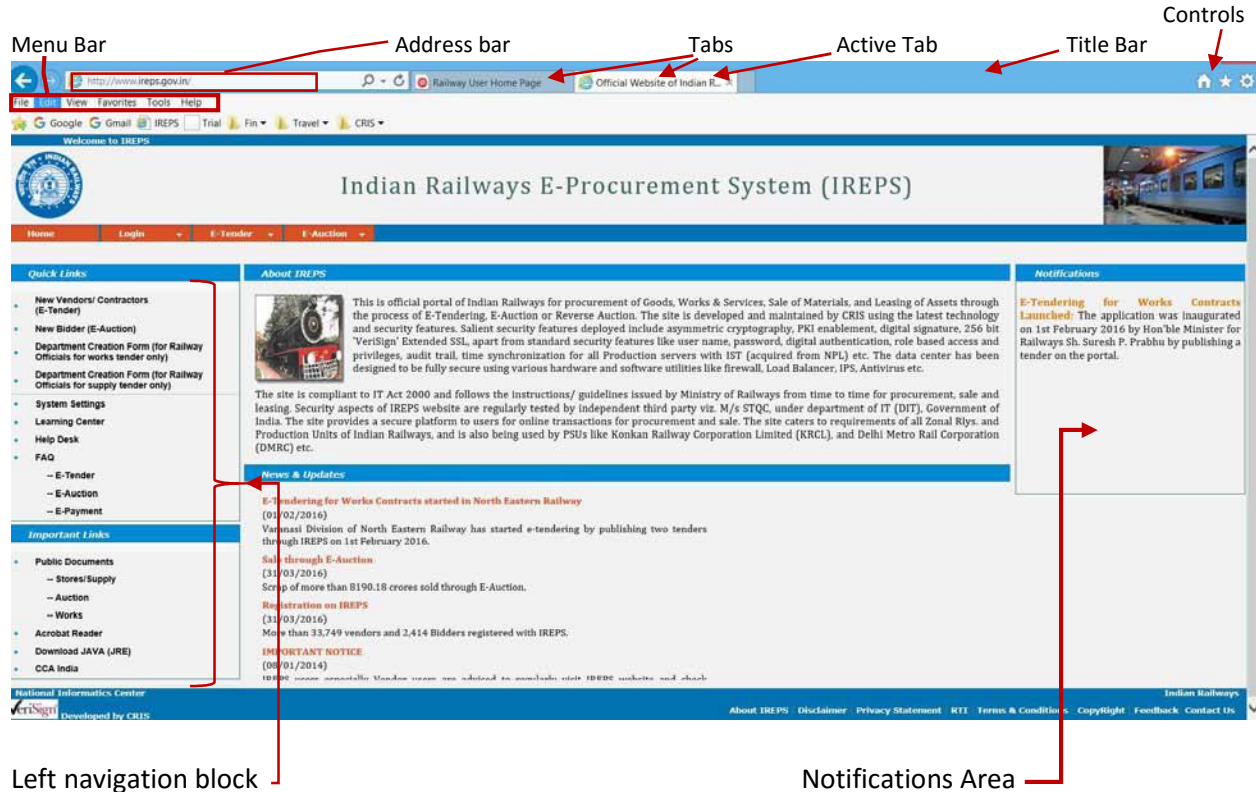 Controls
Menu Bar
Address bar
Tabs
Active Tab
Title Bar
http://www.ireps.gov.in/
Railway User Home Page
Official Website of Indian R...
File Edit View Favorites Tools Help
Google Gmail IREPS Trial Fin Travel CRIS
Welcome to IREPS
Indian Railways E-Procurement System (IREPS)
Home Login E-Tender E-Auction
Quick Links
New Vendors/ Contractors
(E-Tender)
New Bidder (E-Auction)
Department Creation Form (for Railway
Officials for works tender only)
Department Creation Form (for Railway
Officials for supply tender only)
System Settings
Learning Center
Help Desk
FAQ
-- E-Tender
-- E-Auction
-- E-Payment
Important Links
Public Documents
-- Stores/Supply
-- Auction
-- Works
Acrobat Reader
Download JAVA (JRE)
CCA India
About IREPS
This is official portal of Indian Railways for procurement of Goods, Works & Services, Sale of Materials, and Leasing of Assets through
the process of E-Tendering, E-Auction or Reverse Auction. The site is developed and maintained by CRIS using the latest technology
and security features. Salient security features deployed include asymmetric cryptography, PKI enablement, digital signature, 256 bit
'VeriSign' Extended SSL, apart from standard security features like user name, password, digital authentication, role based access and
privileges, audit trail, time synchronization for all Production servers with IST (acquired from NPL) etc. The data center has been
designed to be fully secure using various hardware and software utilities like firewall, Load Balancer, IPS, Antivirus etc.
The site is compliant to IT Act 2000 and follows the instructions/ guidelines issued by Ministry of Railways from time to time for procurement, sale and
leasing. Security aspects of IREPS website are regularly tested by independent third party viz. M/s STQC, under department of IT (DIT), Government of
India. The site provides a secure platform to users for online transactions for procurement and sale. The site caters to requirements of all Zonal Rlys. and
Production Units of Indian Railways, and is also being used by PSUs like Konkan Railway Corporation Limited (KRCL), and Delhi Metro Rail Corporation
(DMRC) etc.
News & Updates
E-Tendering for Works Contracts started in North Eastern Railway
(01/02/2016)
Varanasi Division of North Eastern Railway has started e-tendering by publishing two tenders
through IREPS on 1st February 2016.
Sale through E-Auction
(31/03/2016)
Scrap of more than 8190.18 crores sold through E-Auction.
Registration on IREPS
(31/03/2016)
More than 33,749 vendors and 2,414 Bidders registered with IREPS.
IMPORTANT NOTICE
(08/01/2014)
IREPS users especially Vendor users are advised to regularly visit IREPS website and check
Notifications
E-Tendering for Works Contracts
Launched: The application was inaugurated
on 1st February 2016 by Hon'ble Minister for
Railways Sh. Suresh P. Prabhu by publishing a
tender on the portal.
National Informatics Center
Indian Railways
VeriSign Developed by CRIS
About IREPS Disclaimer Privacy Statement RTI Terms & Conditions CopyRight Feedback Contact Us
Left navigation block
Notifications Area